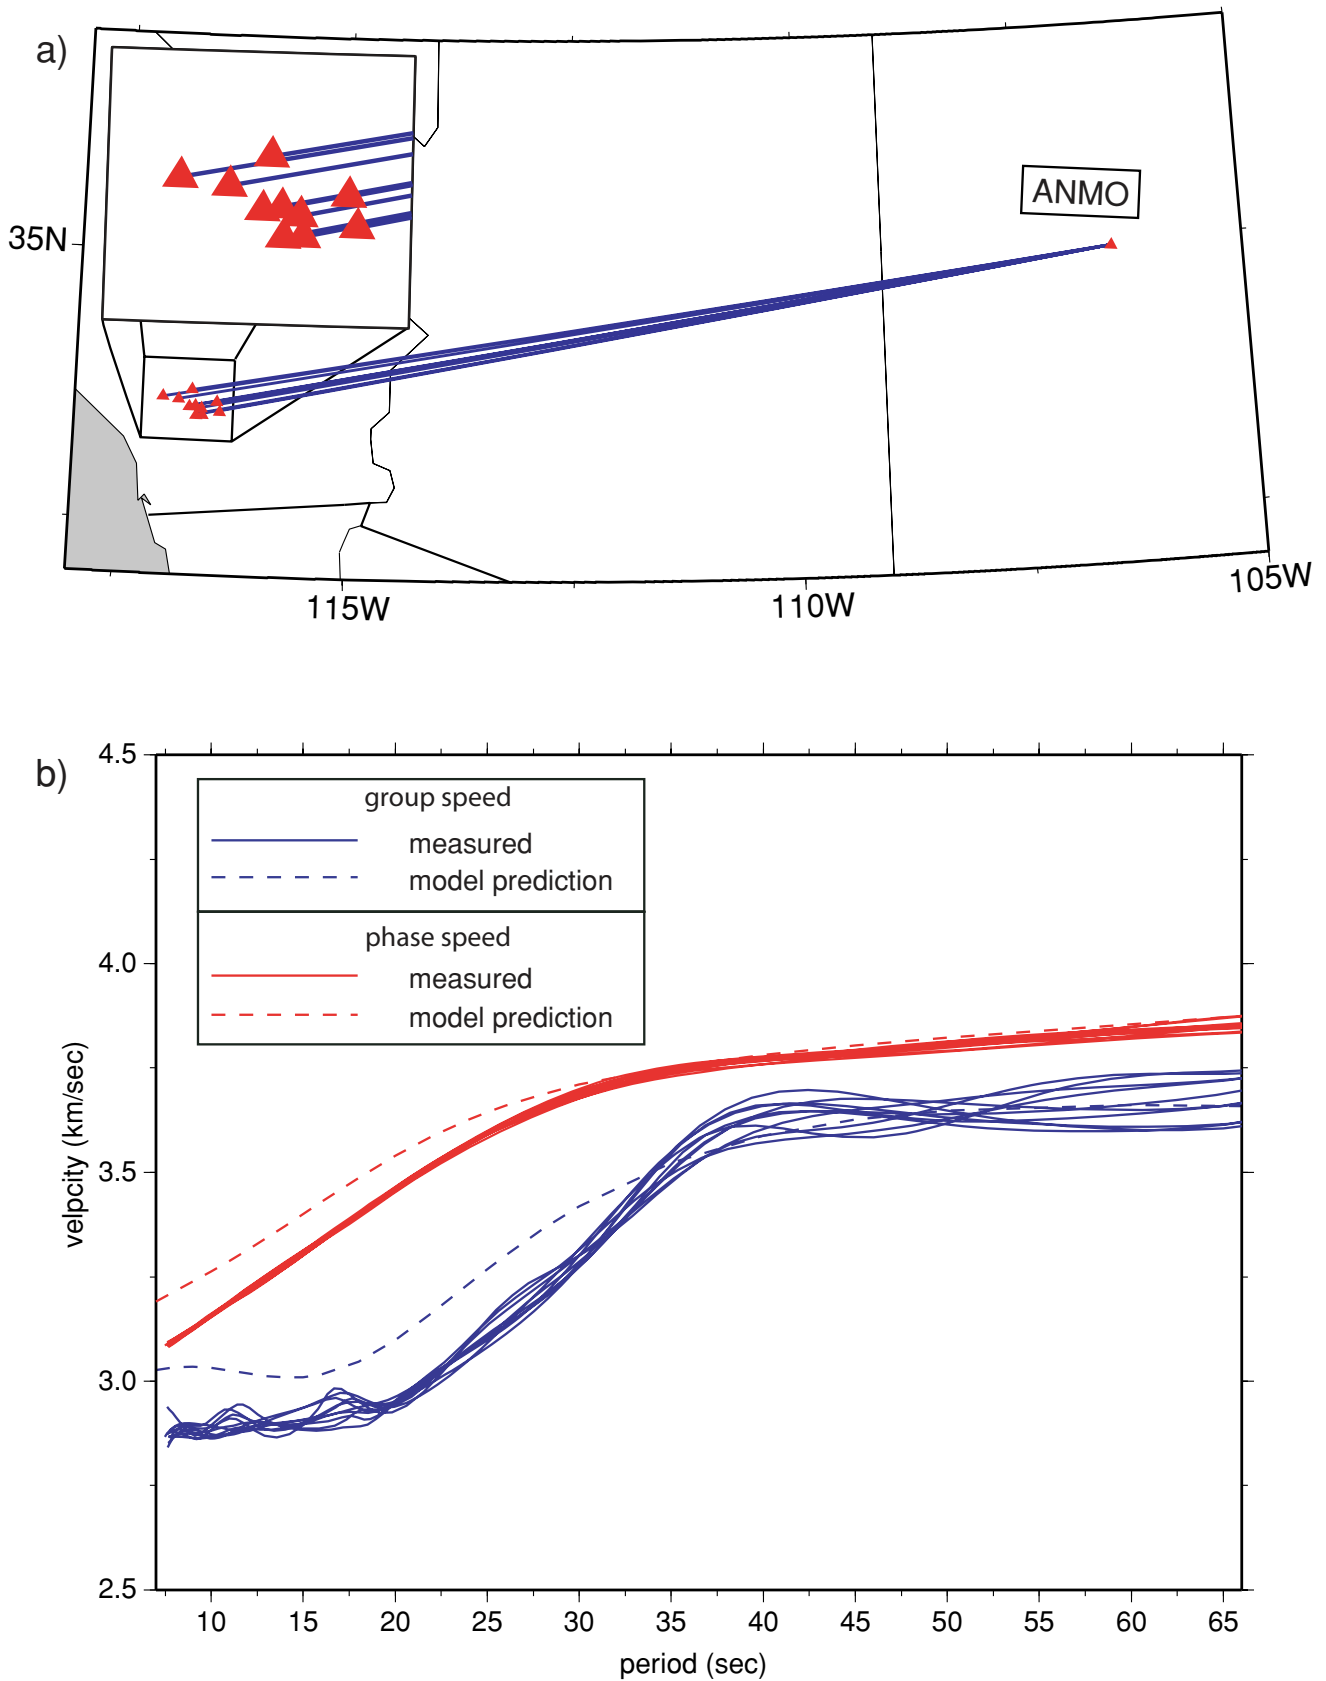 a)
ANMO
35N
115W
110W
105W
b)
4.5
4.0
3.5
3.0
2.5
velpcity (km/sec)
group speed
measured
model prediction
phase speed
measured
model prediction
10 15 20 25 30 35 40 45 50 55 60 65
period (sec)